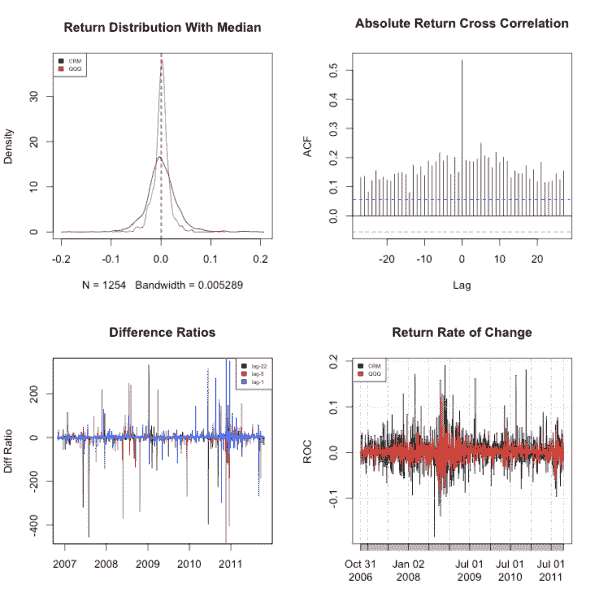 Return Distribution With Median
CRM
QQQ
Density
30
20
10
0
-0.2
-0.1
0.0
0.1
0.2
N = 1254 Bandwidth = 0.005289
Absolute Return Cross Correlation
ACF
0.5
0.4
0.3
0.2
0.1
0.0
-20
-10
0
10
20
Lag
Difference Ratios
lag-22
lag-5
lag-1
Diff Ratio
200
0
-200
-400
2007
2008
2009
2010
2011
Return Rate of Change
CRM
QQQ
ROC
0.2
0.1
0.0
-0.1
Oct 31 Jan 02 Jul 01 Jul 01 Jul 01
2006 2008 2009 2010 2011